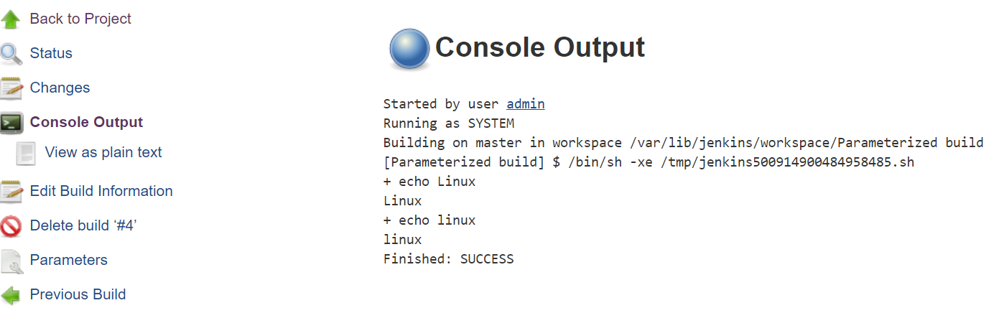 Back to Project
Status
Changes
Console Output
View as plain text
Edit Build Information
Delete build ‘#4’
Parameters
Previous Build
Console Output
Started by user admin
Running as SYSTEM
Building on master in workspace /var/lib/jenkins/workspace/Parameterized build
[Parameterized build] $ /bin/sh -xe /tmp/jenkins500914900484958485.sh
+ echo Linux
Linux
+ echo linux
linux
Finished: SUCCESS